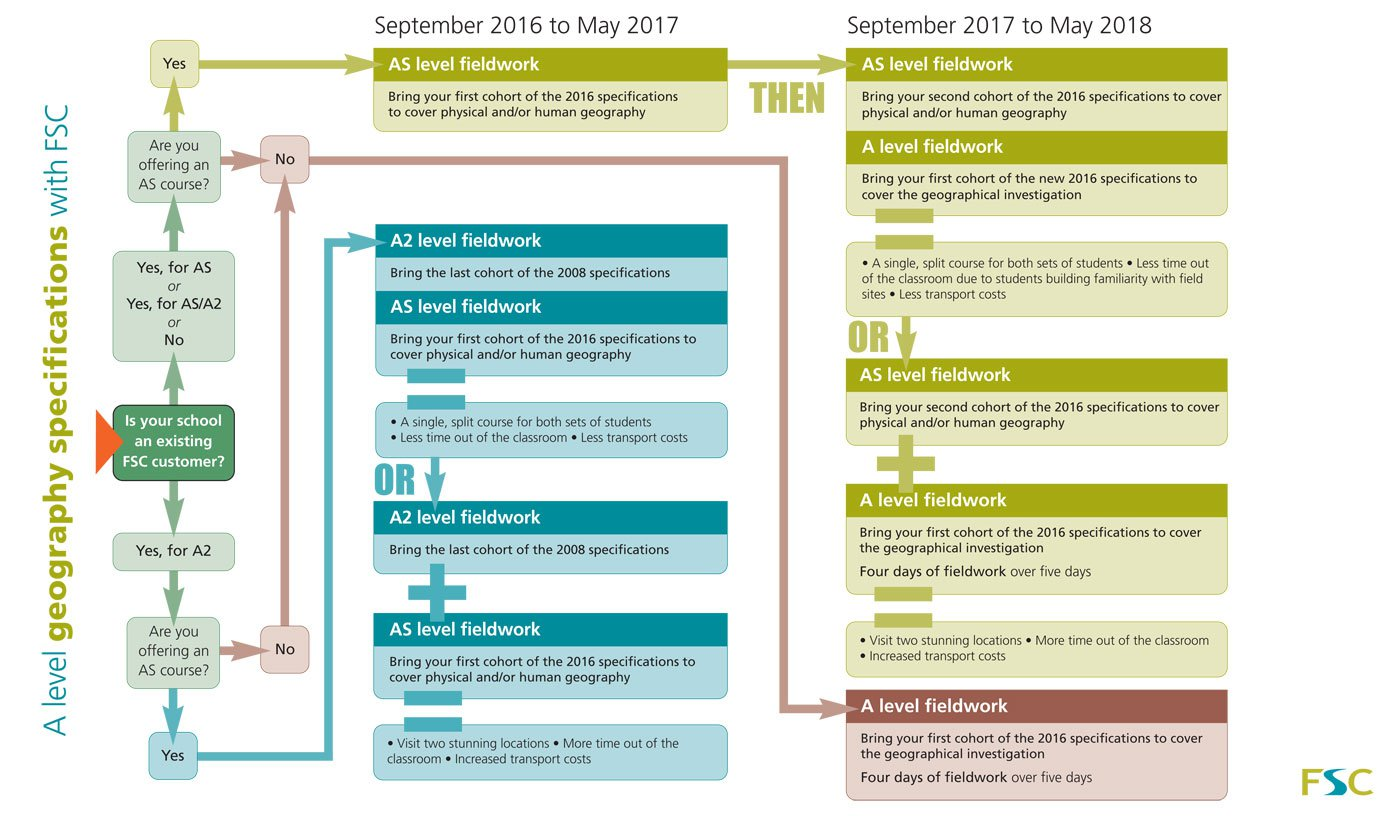 A level geography specifications with FSC
Is your school
an existing
FSC customer?
Yes, for AS
or
Yes, for AS/A2
or
No
Are you
offering an
AS course?
Yes
No
Yes, for A2
Are you
offering an
AS course?
No
Yes
September 2016 to May 2017
AS level fieldwork
Bring your first cohort of the 2016 specifications
to cover physical and/or human geography
THEN
A2 level fieldwork
Bring the last cohort of the 2008 specifications
AS level fieldwork
Bring your first cohort of the 2016 specifications to
cover physical and/or human geography
• A single, split course for both sets of students
• Less time out of the classroom • Less transport costs
OR
A2 level fieldwork
Bring the last cohort of the 2008 specifications
AS level fieldwork
Bring your first cohort of the 2016 specifications to
cover physical and/or human geography
• Visit two stunning locations • More time out of the
classroom • Increased transport costs
September 2017 to May 2018
AS level fieldwork
Bring your second cohort of the 2016 specifications to cover
physical and/or human geography
A level fieldwork
Bring your first cohort of the new 2016 specifications to
cover the geographical investigation
• A single, split course for both sets of students • Less time out
of the classroom due to students building familiarity with field
sites • Less transport costs
OR
AS level fieldwork
Bring your second cohort of the 2016 specifications to cover
physical and/or human geography
A level fieldwork
Bring your first cohort of the 2016 specifications to cover
the geographical investigation
Four days of fieldwork over five days
• Visit two stunning locations • More time out of the classroom
• Increased transport costs
A level fieldwork
Bring your first cohort of the 2016 specifications to cover
the geographical investigation
Four days of fieldwork over five days
FSC